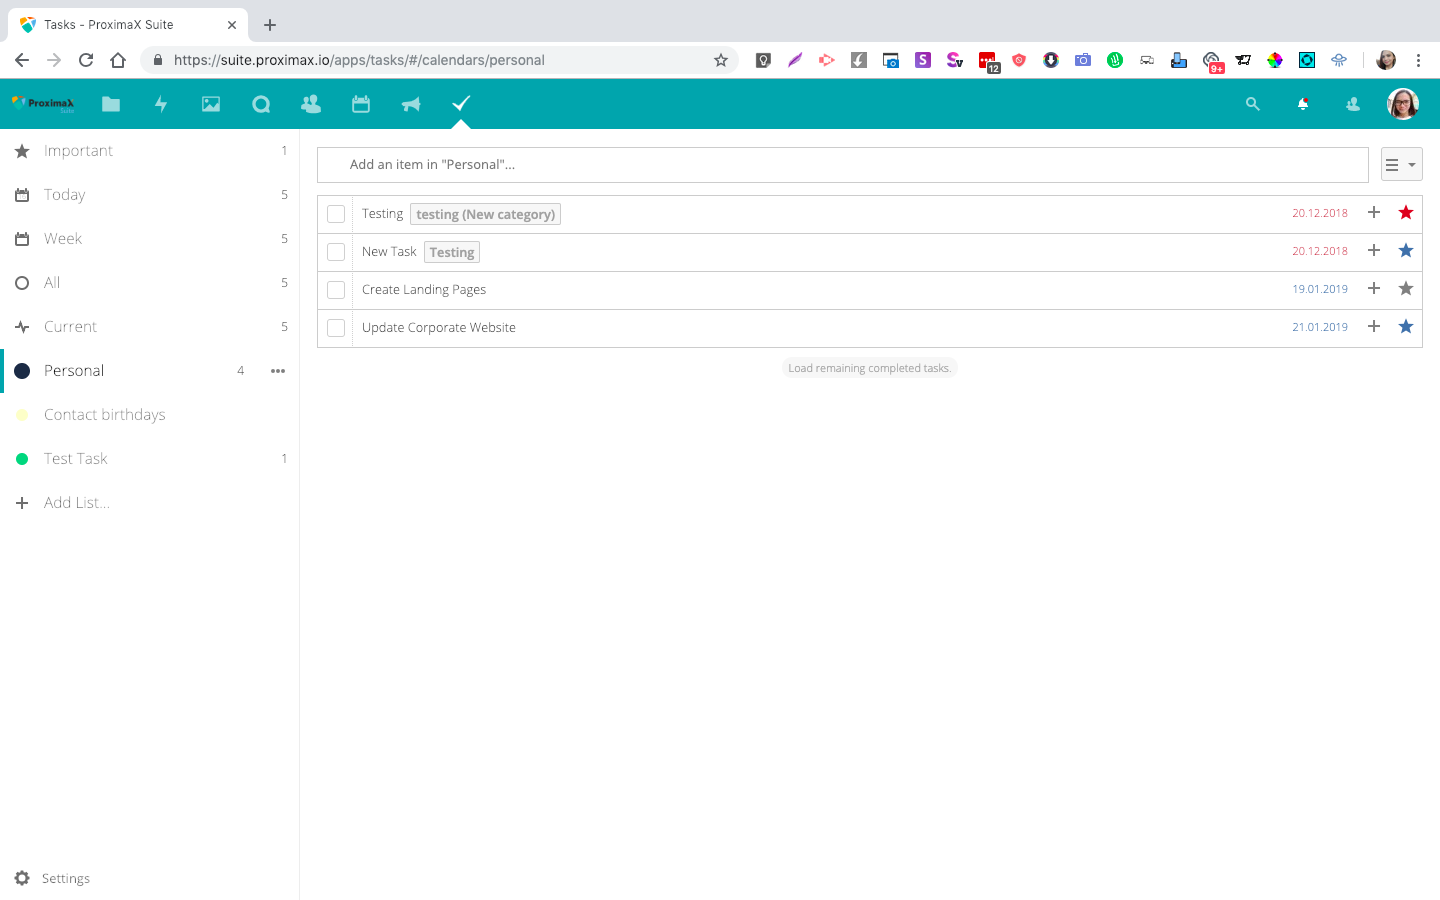 Tasks - ProximaX Suite
https://suite.proximax.io/apps/tasks/#/calendars/personal
12
9+
ProximaX
Suite
Important 1
Today 5
Week 5
All 5
Current 5
Personal 4
Contact birthdays
Test Task 1
Add List...
Settings
Add an item in "Personal"...
Testing testing (New category) 20.12.2018
New Task Testing 20.12.2018
Create Landing Pages 19.01.2019
Update Corporate Website 21.01.2019
Load remaining completed tasks.